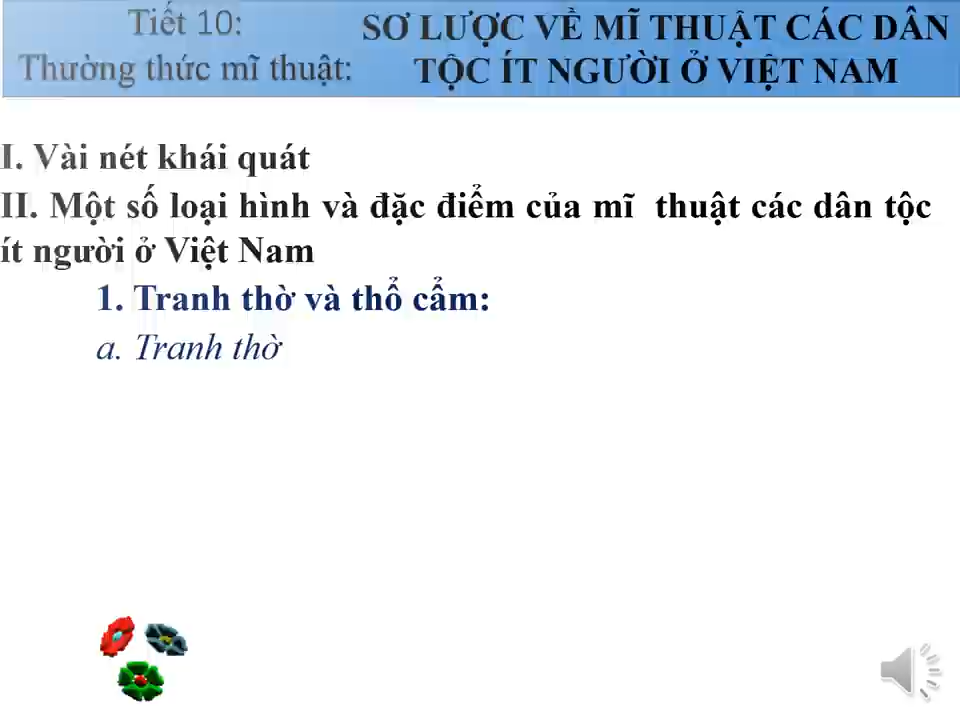 Tiết 10:
Thường thức mĩ thuật:
SƠ LƯỢC VỀ MĨ THUẬT CÁC DÂN
TỘC ÍT NGƯỜI Ở VIỆT NAM
I. Vài nét khái quát
II. Một số loại hình và đặc điểm của mĩ thuật các dân tộc
ít người ở Việt Nam
1. Tranh thờ và thổ cẩm:
a. Tranh thờ